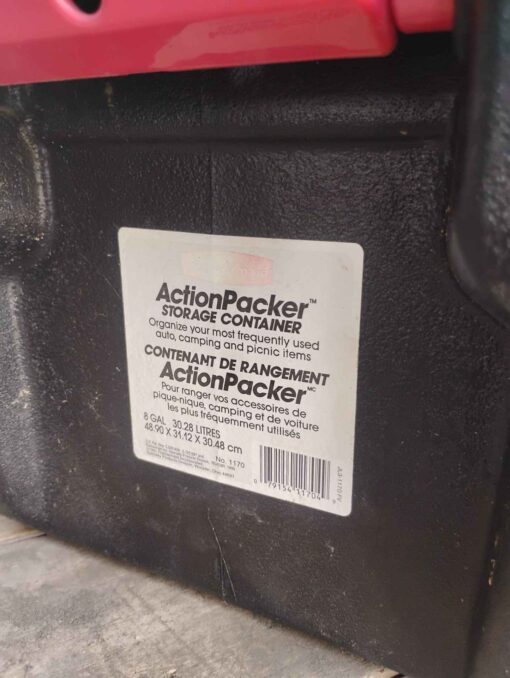 ActionPacker™
STORAGE CONTAINER
Organize your most frequently used
auto, camping and picnic items
CONTENANT DE RANGEMENT
ActionPacker MC
Pour ranger vos accessoires de
pique-nique, camping et de voiture
les plus fréquemment utilisés
8 GAL 30.28 LITRES
48.90 X 31.12 X 30.48 cm
No. 1170